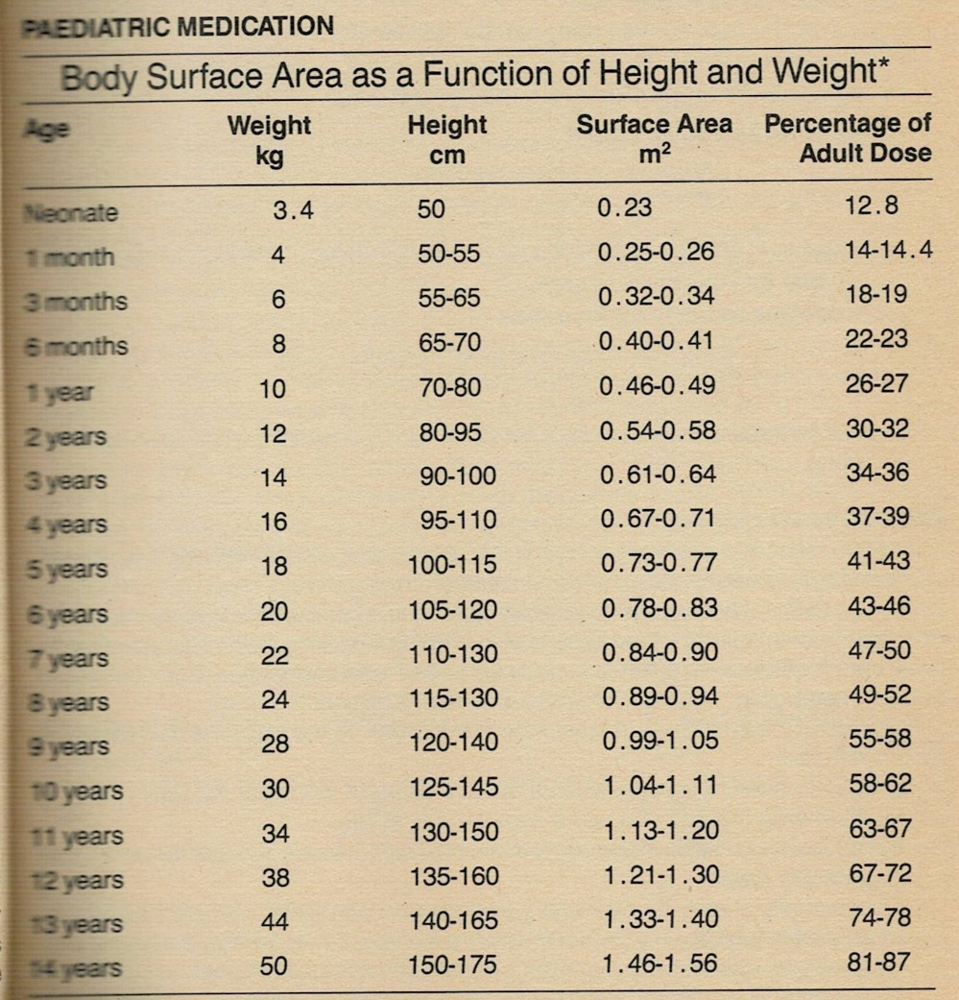 PAEDIATRIC MEDICATION
Body Surface Area as a Function of Height and Weight*
Age Weight Height Surface Area Percentage of
kg cm m² Adult Dose
Neonate 3.4 50 0.23 12.8
1 month 4 50-55 0.25-0.26 14-14.4
3 months 6 55-65 0.32-0.34 18-19
6 months 8 65-70 0.40-0.41 22-23
1 year 10 70-80 0.46-0.49 26-27
2 years 12 80-95 0.54-0.58 30-32
3 years 14 90-100 0.61-0.64 34-36
4 years 16 95-110 0.67-0.71 37-39
5 years 18 100-115 0.73-0.77 41-43
6 years 20 105-120 0.78-0.83 43-46
7 years 22 110-130 0.84-0.90 47-50
8 years 24 115-130 0.89-0.94 49-52
9 years 28 120-140 0.99-1.05 55-58
10 years 30 125-145 1.04-1.11 58-62
11 years 34 130-150 1.13-1.20 63-67
12 years 38 135-160 1.21-1.30 67-72
13 years 44 140-165 1.33-1.40 74-78
14 years 50 150-175 1.46-1.56 81-87